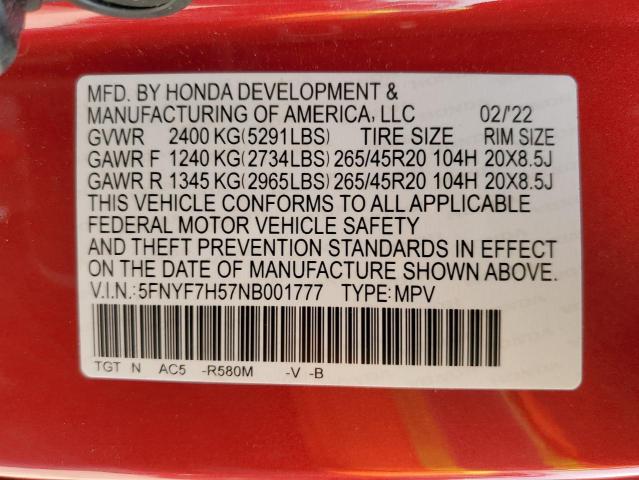 MFD. BY HONDA DEVELOPMENT &
MANUFACTURING OF AMERICA, LLC 02/'22
GVWR 2400 KG(5291LBS) TIRE SIZE RIM SIZE
GAWR F 1240 KG(2734LBS) 265/45R20 104H 20X8.5J
GAWR R 1345 KG(2965LBS) 265/45R20 104H 20X8.5J
THIS VEHICLE CONFORMS TO ALL APPLICABLE
FEDERAL MOTOR VEHICLE SAFETY
AND THEFT PREVENTION STANDARDS IN EFFECT
ON THE DATE OF MANUFACTURE SHOWN ABOVE.
V.I.N.:5FNYF7H57NB001777 TYPE:MPV
TGT N AC5 -R580M -V -B